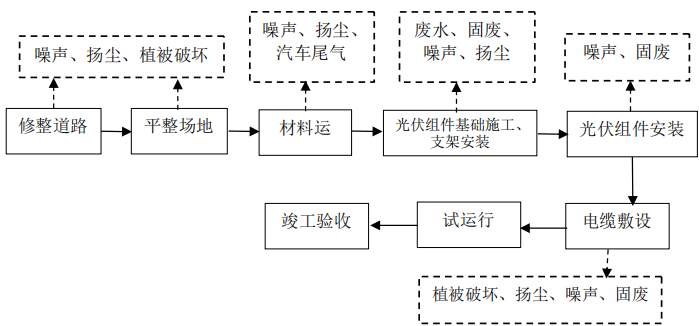 噪声、扬尘、植被破坏
噪声、扬尘、
汽车尾气
废水、固废、
噪声、扬尘
噪声、固废
修整道路
平整场地
材料运
光伏组件基础施工、
支架安装
光伏组件安装
竣工验收
试运行
电缆敷设
植被破坏、扬尘、噪声、固废